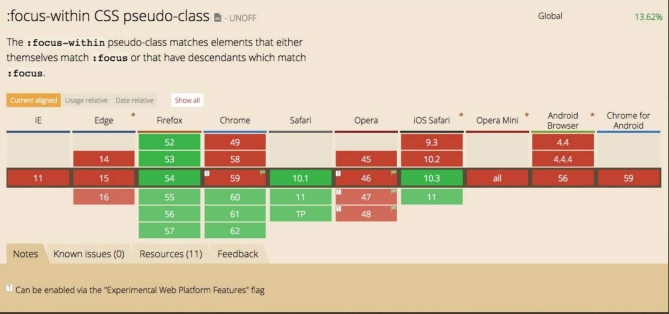 :focus-within CSS pseudo-class - UNOFF
Global 13.62%
The :focus-within pseudo-class matches elements that either
themselves match :focus or that have descendants which match
:focus.
Current aligned Usage relative Date relative Show all
IE Edge * Firefox Chrome Safari Opera iOS Safari * Opera Mini * Android Browser * Chrome for Android
52 49 9.3 4.4
14 53 58 45 10.2 4.4.4
11 15 54 1 59 10.1 1 46 10.3 all 56 59
16 55 60 11 1 47 11
56 61 TP 1 48
57 62
Notes Known issues (0) Resources (11) Feedback
1 Can be enabled via the "Experimental Web Platform Features" flag